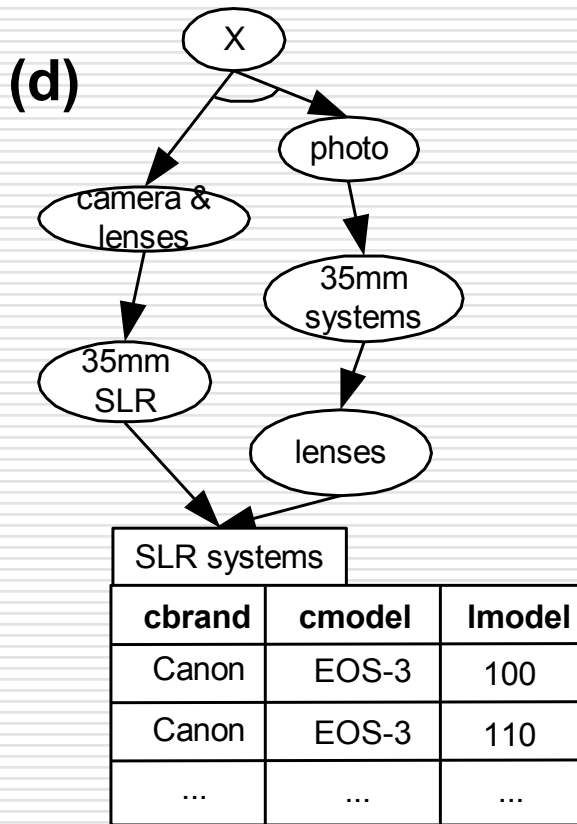 X
(d)
photo
camera &
lenses
35mm
systems
35mm
SLR
lenses
SLR systems
cbrand cmodel lmodel
Canon EOS-3 100
Canon EOS-3 110
... ... ...